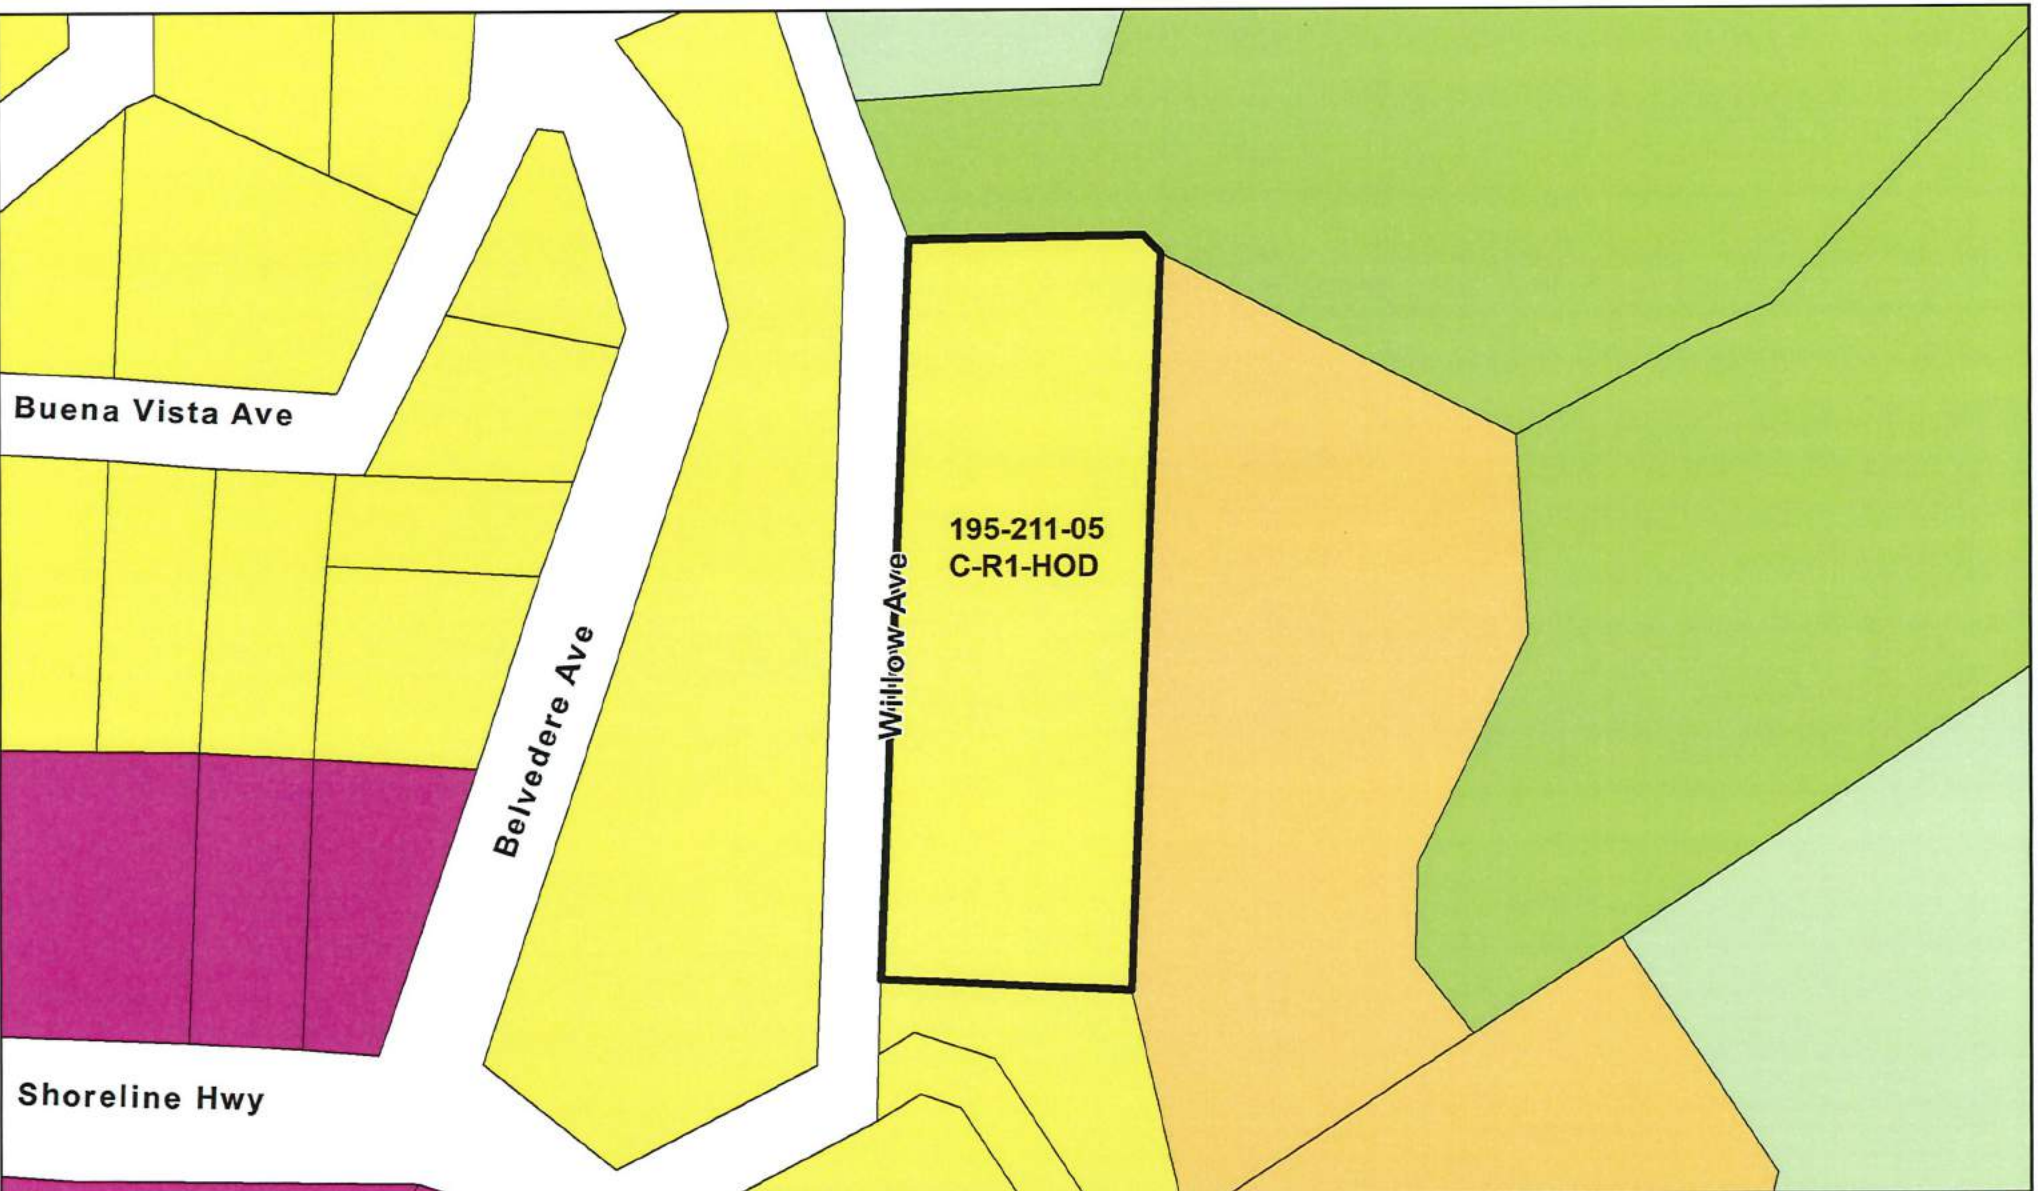 Buena Vista Ave
195-211-05
C-R1-HOD
Willow Ave
Belvedere Ave
Shoreline Hwy